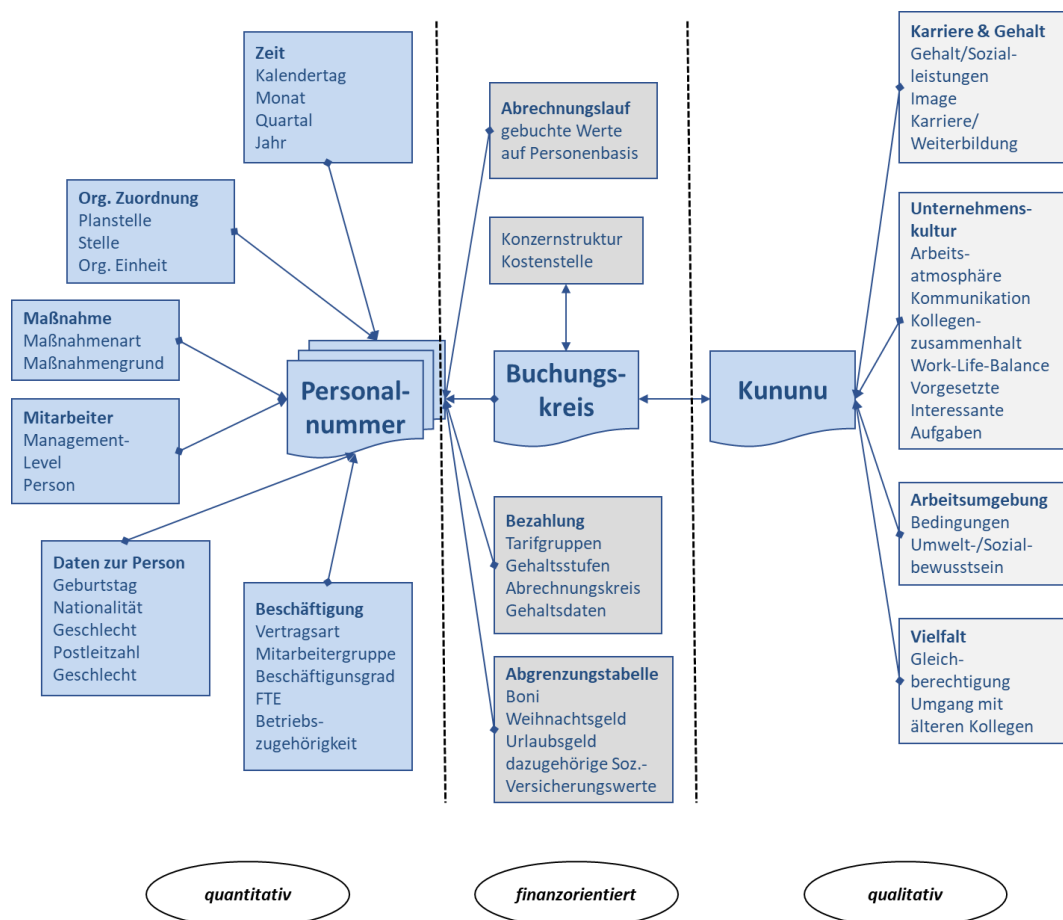 Zeit
Kalendertag
Monat
Quartal
Jahr
Org. Zuordnung
Planstelle
Stelle
Org. Einheit
Maßnahme
Maßnahmenart
Maßnahmengrund
Mitarbeiter
Management-
Level
Person
Daten zur Person
Geburtstag
Nationalität
Geschlecht
Postleitzahl
Geschlecht
Beschäftigung
Vertragsart
Mitarbeitergruppe
Beschäftigunsgrad
FTE
Betriebs-
zugehörigkeit
Personal-
nummer
Abrechnungslauf
gebuchte Werte
auf Personenbasis
Konzernstruktur
Kostenstelle
Buchungs-
kreis
Bezahlung
Tarifgruppen
Gehaltsstufen
Abrechnungskreis
Gehaltsdaten
Abgrenzungstabelle
Boni
Weihnachtsgeld
Urlaubsgeld
dazugehörige Soz.-
Versicherungswerte
Kununu
Karriere & Gehalt
Gehalt/Sozial-
leistungen
Image
Karriere/
Weiterbildung
Unternehmens-
kultur
Arbeits-
atmosphäre
Kommunikation
Kollegen-
zusammenhalt
Work-Life-Balance
Vorgesetzte
Interessante
Aufgaben
Arbeitsumgebung
Bedingungen
Umwelt-/Sozial-
bewusstsein
Vielfalt
Gleich-
berechtigung
Umgang mit
älteren Kollegen
quantitativ
finanzorientiert
qualitativ